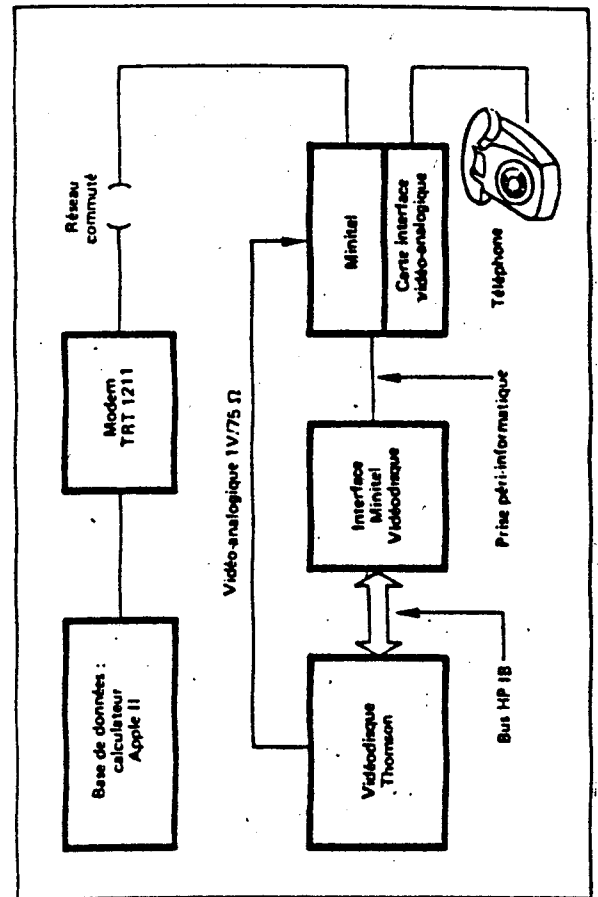 Base de données :
calculateur
Apple II
Modem
TRT 1211
Réseau
commuté
Vidéo-analogique 1V/75 Ω
Vidéodisque
Thomson
Interface
Minitel
Vidéodisque
Minitel
Carte interface
vidéo-analogique
Bus HP IB
Prise péri-informatique
Téléphone